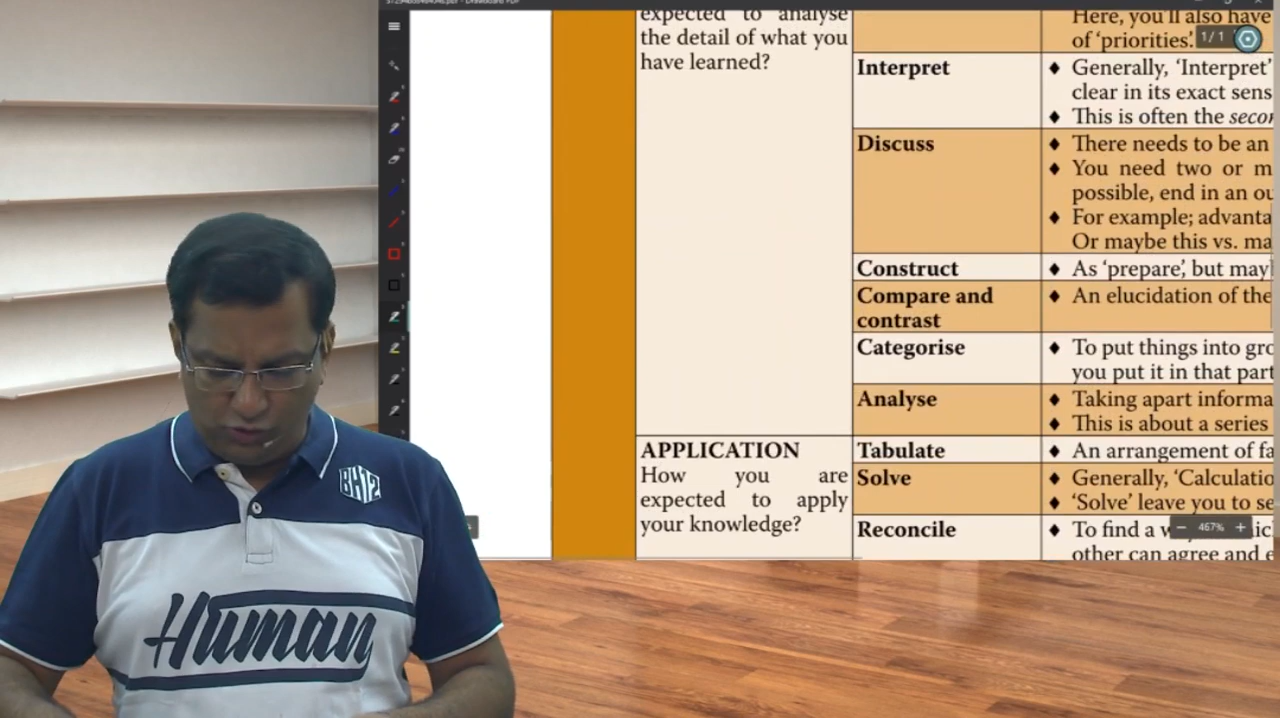 expected to analyse
the detail of what you
have learned?
Here, you'll also have
of 'priorities'.
1/1
Interpret
Generally, 'Interpret'
clear in its exact sens
This is often the secon
Discuss
There needs to be an
You need two or m
possible, end in an ou
For example; advanta
Or maybe this vs. ma
Construct
As 'prepare', but may
Compare and
contrast
An elucidation of the
Categorise
To put things into gro
you put it in that part
Analyse
Taking apart informa
This is about a series
APPLICATION
How you are
expected to apply
your knowledge?
Tabulate
An arrangement of fa
Solve
Generally, 'Calculatio
'Solve' leave you to se
Reconcile
To find a w
other can agree and e
− 467% +
BH12
Human